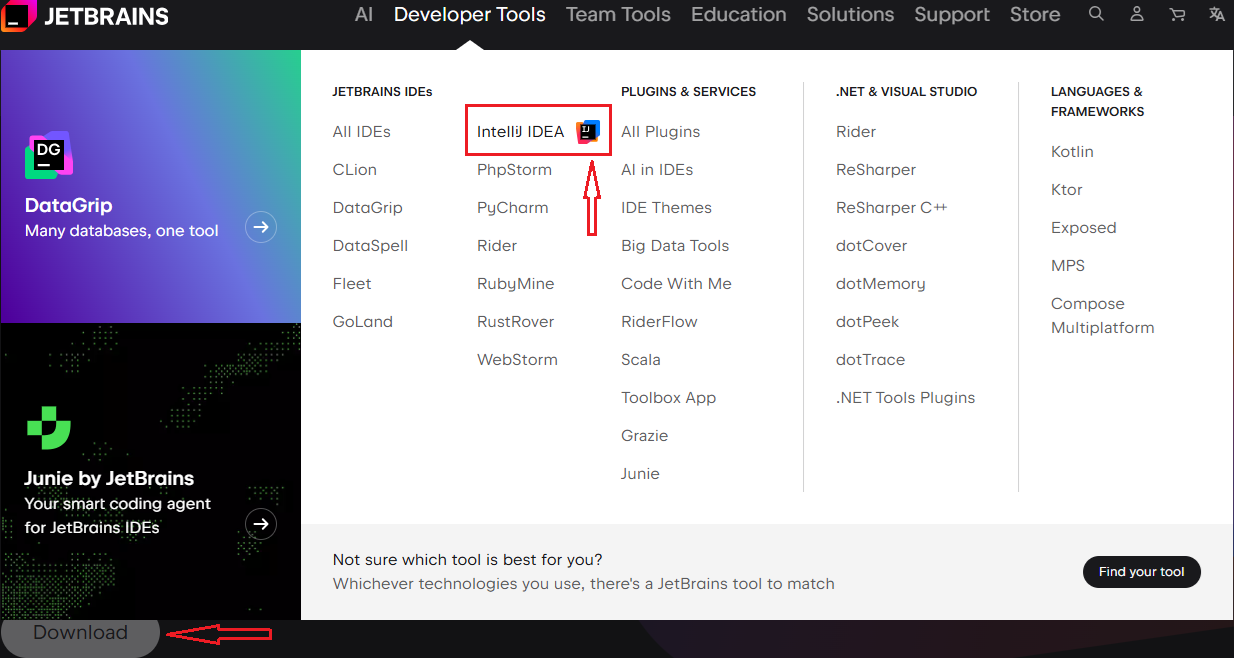 JETBRAINS
AI
Developer Tools
Team Tools
Education
Solutions
Support
Store
DG
DataGrip
Many databases, one tool
Junie by JetBrains
Your smart coding agent
for JetBrains IDEs
JETBRAINS IDEs
All IDEs
CLion
DataGrip
DataSpell
Fleet
GoLand
IntelliJ IDEA
IJ
PhpStorm
PyCharm
Rider
RubyMine
RustRover
WebStorm
PLUGINS & SERVICES
All Plugins
AI in IDEs
IDE Themes
Big Data Tools
Code With Me
RiderFlow
Scala
Toolbox App
Grazie
Junie
.NET & VISUAL STUDIO
Rider
ReSharper
ReSharper C++
dotCover
dotMemory
dotPeek
dotTrace
.NET Tools Plugins
LANGUAGES &
FRAMEWORKS
Kotlin
Ktor
Exposed
MPS
Compose
Multiplatform
Not sure which tool is best for you?
Whichever technologies you use, there's a JetBrains tool to match
Find your tool
Download